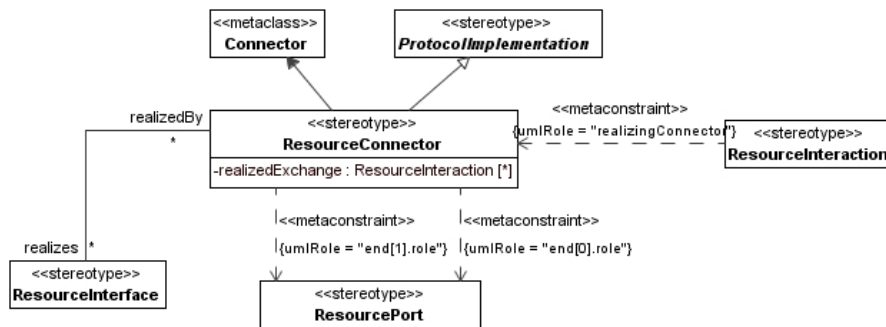 <<metaclass>>
Connector
<<stereotype>>
ProtocolImplementation
realizedBy
*
<<stereotype>>
ResourceConnector
-realizedExchange : ResourceInteraction [*]
<<metaconstraint>>
{umlRole = "realizingConnector"}
<<stereotype>>
ResourceInteraction
<<metaconstraint>>
{umlRole = "end[1].role"}
<<metaconstraint>>
{umlRole = "end[0].role"}
realizes *
<<stereotype>>
ResourceInterface
<<stereotype>>
ResourcePort